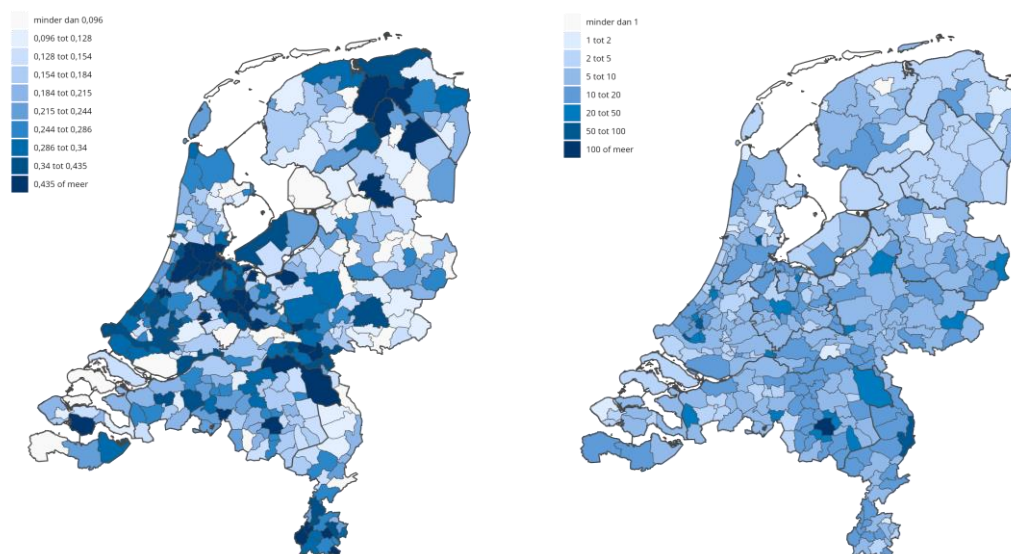 minder dan 0,096
0,096 tot 0,128
0,128 tot 0,154
0,154 tot 0,184
0,184 tot 0,215
0,215 tot 0,244
0,244 tot 0,286
0,286 tot 0,34
0,34 tot 0,435
0,435 of meer
minder dan 1
1 tot 2
2 tot 5
5 tot 10
10 tot 20
20 tot 50
50 tot 100
100 of meer